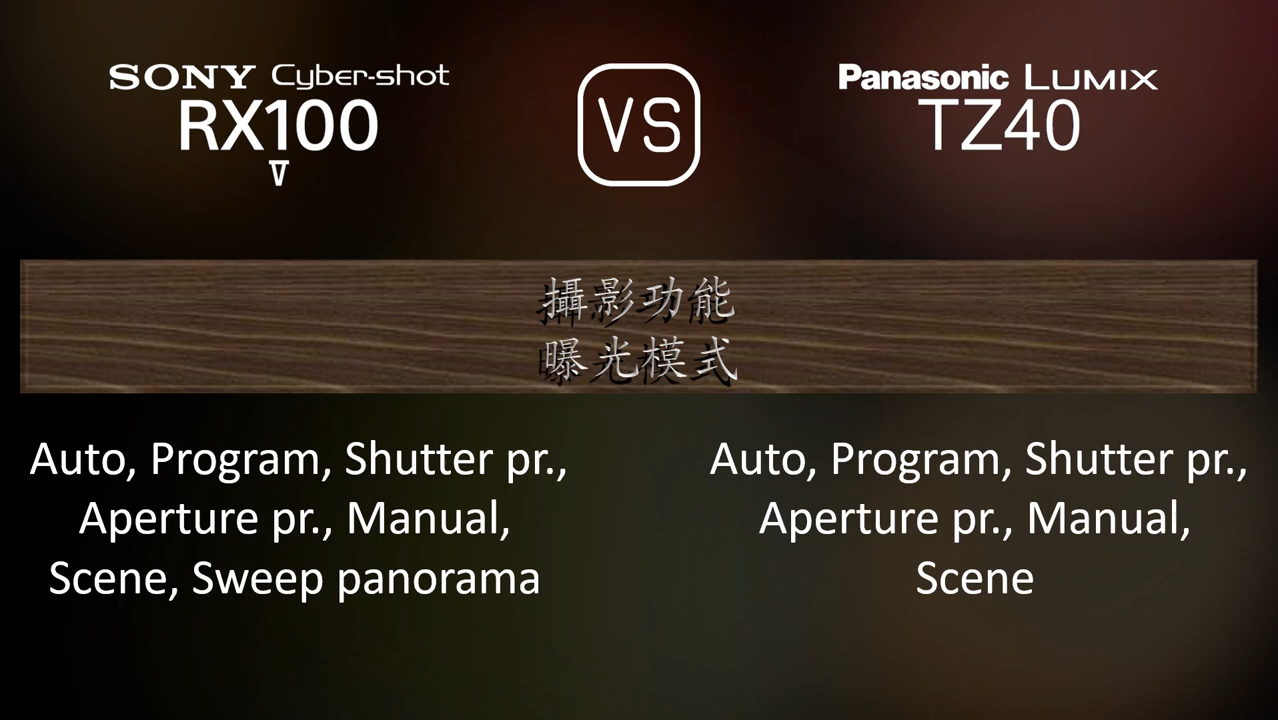 SONY Cyber-shot
RX100
V
VS
Panasonic LUMIX
TZ40
攝影功能
曝光模式
Auto, Program, Shutter pr.,
Aperture pr., Manual,
Scene, Sweep panorama
Auto, Program, Shutter pr.,
Aperture pr., Manual,
Scene